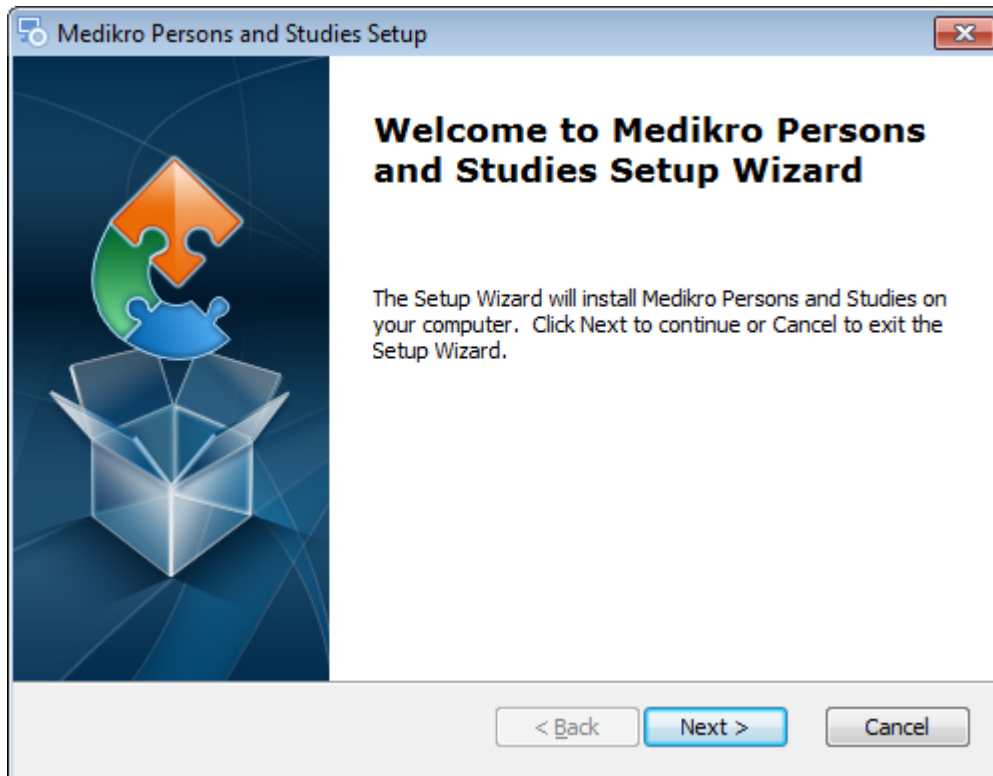 Medikro Persons and Studies Setup
Welcome to Medikro Persons
and Studies Setup Wizard
The Setup Wizard will install Medikro Persons and Studies on
your computer.  Click Next to continue or Cancel to exit the
Setup Wizard.
< Back Next > Cancel